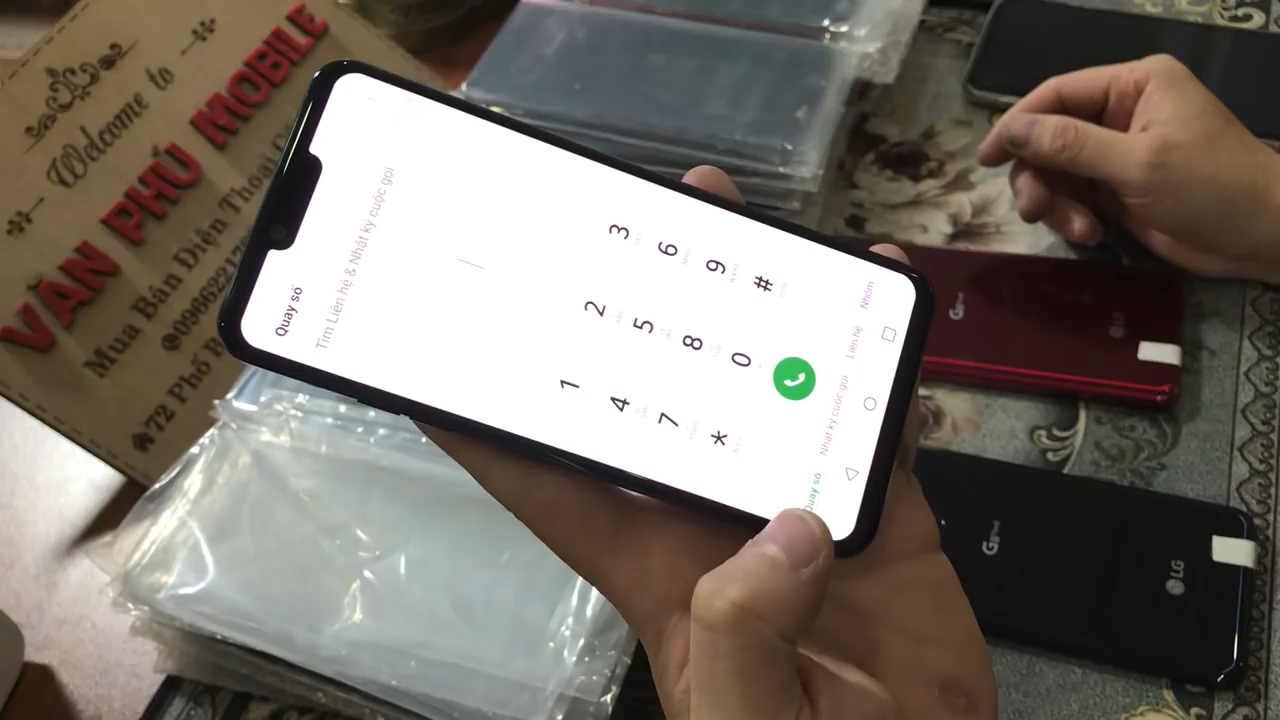 Welcome to
VĂN PHÚ MOBILE
Mua Bán Điện Thoại
72 Phố
Quay số
Tìm Liên hệ & Nhật ký cuộc gọi
1 2 3
4 5 6
7 8 9
* 0 #
Quay số Nhật ký cuộc gọi Liên hệ Nhóm
G8
LG
G8
LG